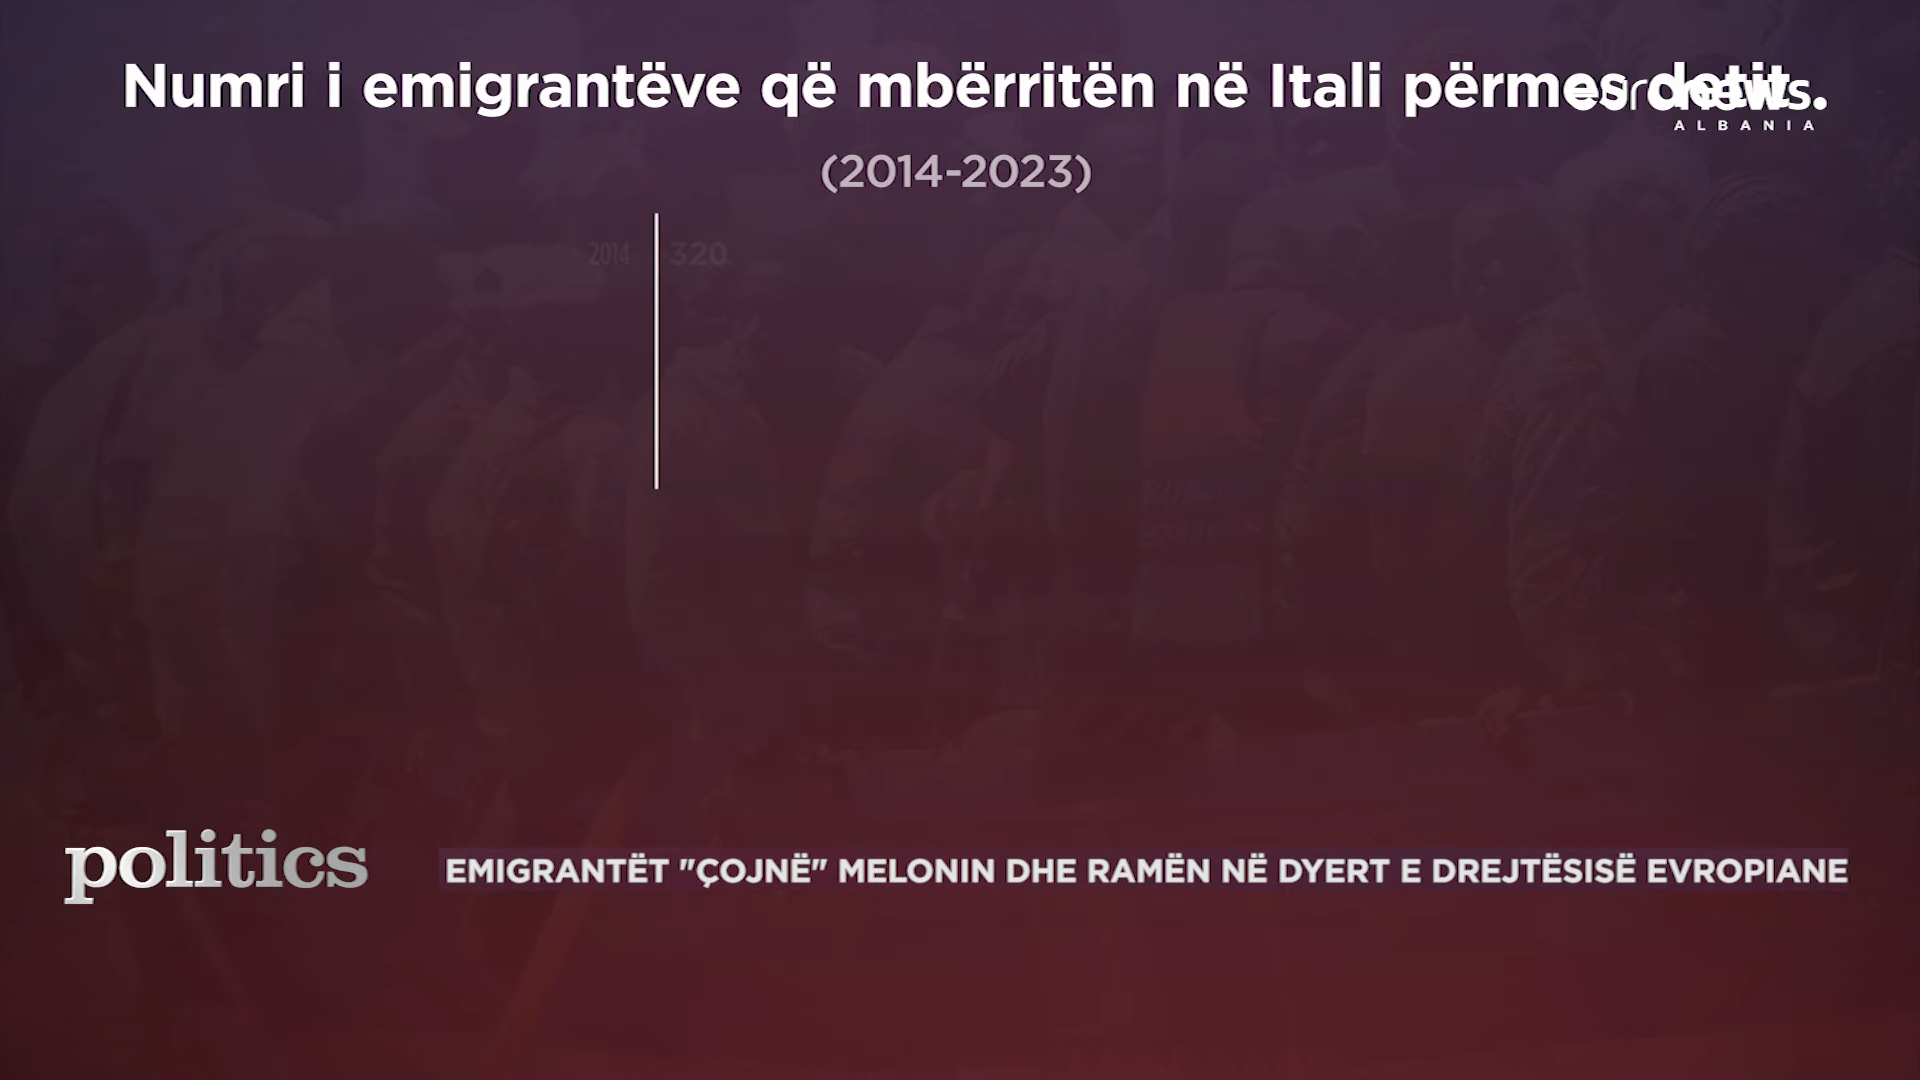 Numri i emigrantëve që mbërritën në Itali përmes detit
euronews.
ALBANIA
(2014-2023)
2014 320
politics
EMIGRANTËT "ÇOJNË" MELONIN DHE RAMËN NË DYERT E DREJTËSISË EVROPIANE